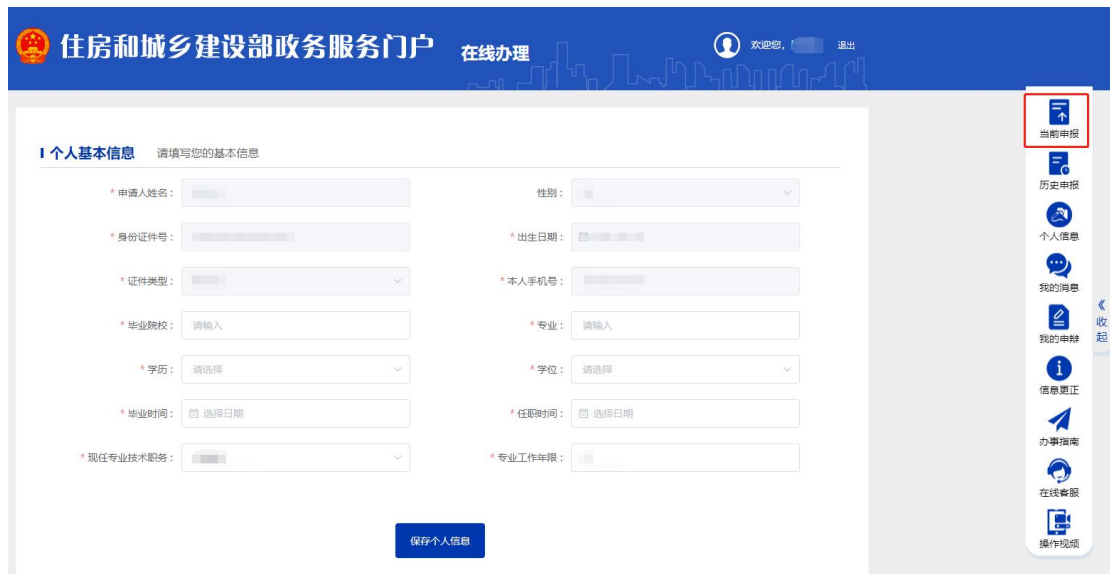 住房和城乡建设部政务服务门户 在线办理 欢迎您， 退出
个人基本信息 请填写您的基本信息
* 申请人姓名： 性别：
* 身份证件号： * 出生日期：
* 证件类型： * 本人手机号：
* 毕业院校： 请输入 * 专业： 请输入
* 学历： 请选择 * 学位： 请选择
* 毕业时间： 选择日期 * 任职时间： 选择日期
* 现任专业技术职务： * 专业工作年限：
保存个人信息
当前申报
历史申报
个人信息
我的消息
我的申辩
信息更正
办事指南
在线客服
操作视频
《
收
起